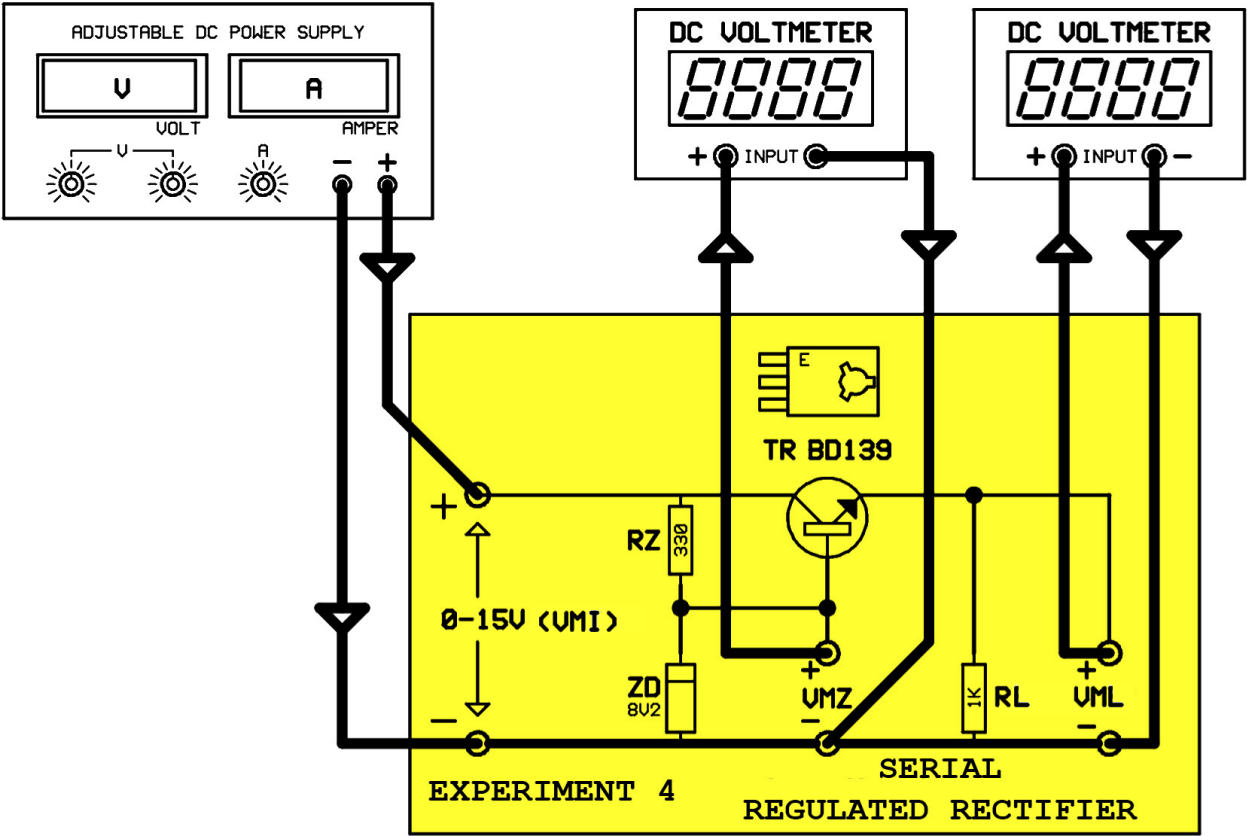 ADJUSTABLE DC POWER SUPPLY
V
A
VOLT
AMPER
V
A
- +
DC VOLTMETER
8888
+ INPUT
DC VOLTMETER
8888
+ INPUT -
E
TR BD139
+
RZ
330
0-15V (VMI)
ZD
8V2
+
VMZ
-
1K
RL
+
VML
-
-
SERIAL
EXPERIMENT 4
REGULATED RECTIFIER